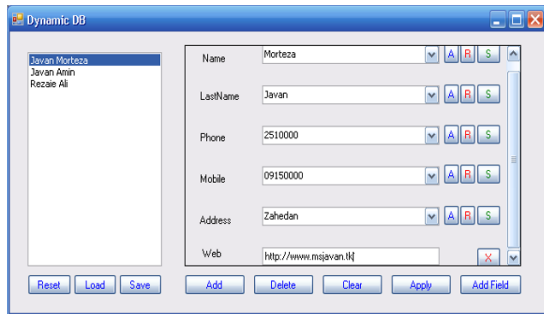 Dynamic DB
Javan Morteza
Javan Amin
Rezaie Ali
Name Morteza A R S
LastName Javan A R S
Phone 2510000 A R S
Mobile 09150000 A R S
Address Zahedan A R S
Web http://www.msjavan.tk X
Reset Load Save Add Delete Clear Apply Add Field